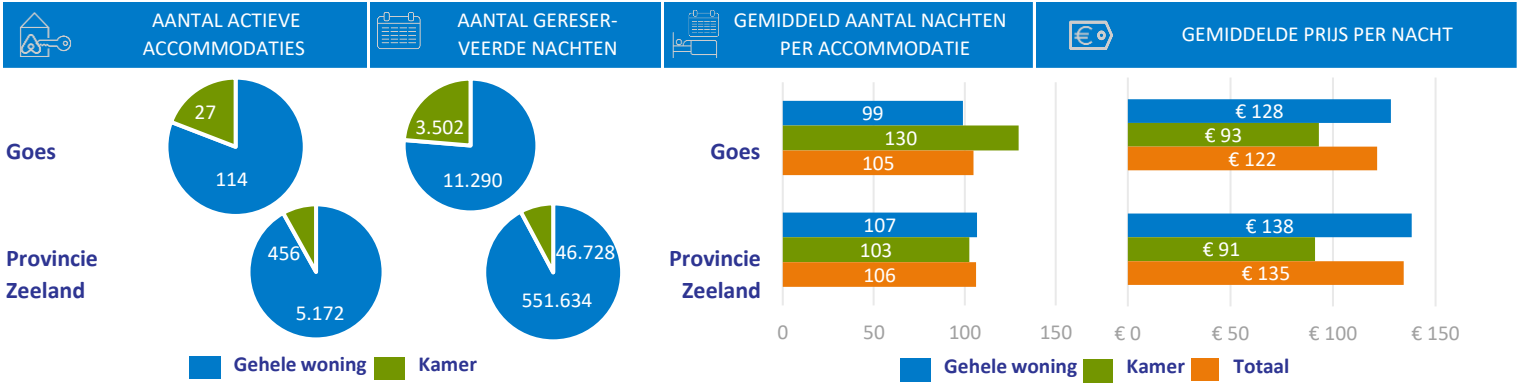 AANTAL ACTIEVE
ACCOMMODATIES
AANTAL GERESER-
VEERDE NACHTEN
GEMIDDELD AANTAL NACHTEN
PER ACCOMMODATIE
GEMIDDELDE PRIJS PER NACHT
Goes
27
114
3.502
11.290
Goes
99
130
105
€ 128
€ 93
€ 122
Provincie
Zeeland
456
5.172
46.728
551.634
Provincie
Zeeland
107
103
106
€ 138
€ 91
€ 135
0 50 100 150
€ 0 € 50 € 100 € 150
Gehele woning Kamer
Gehele woning Kamer Totaal